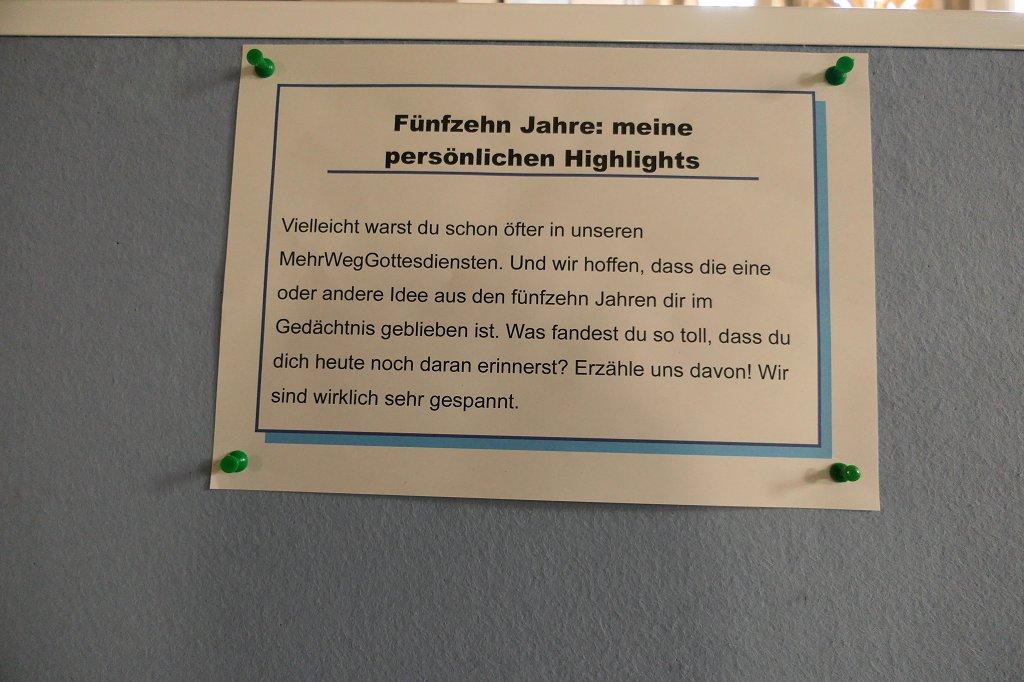 Fünfzehn Jahre: meine
persönlichen Highlights
Vielleicht warst du schon öfter in unseren
MehrWegGottesdiensten. Und wir hoffen, dass die eine
oder andere Idee aus den fünfzehn Jahren dir im
Gedächtnis geblieben ist. Was fandest du so toll, dass du
dich heute noch daran erinnerst? Erzähle uns davon! Wir
sind wirklich sehr gespannt.